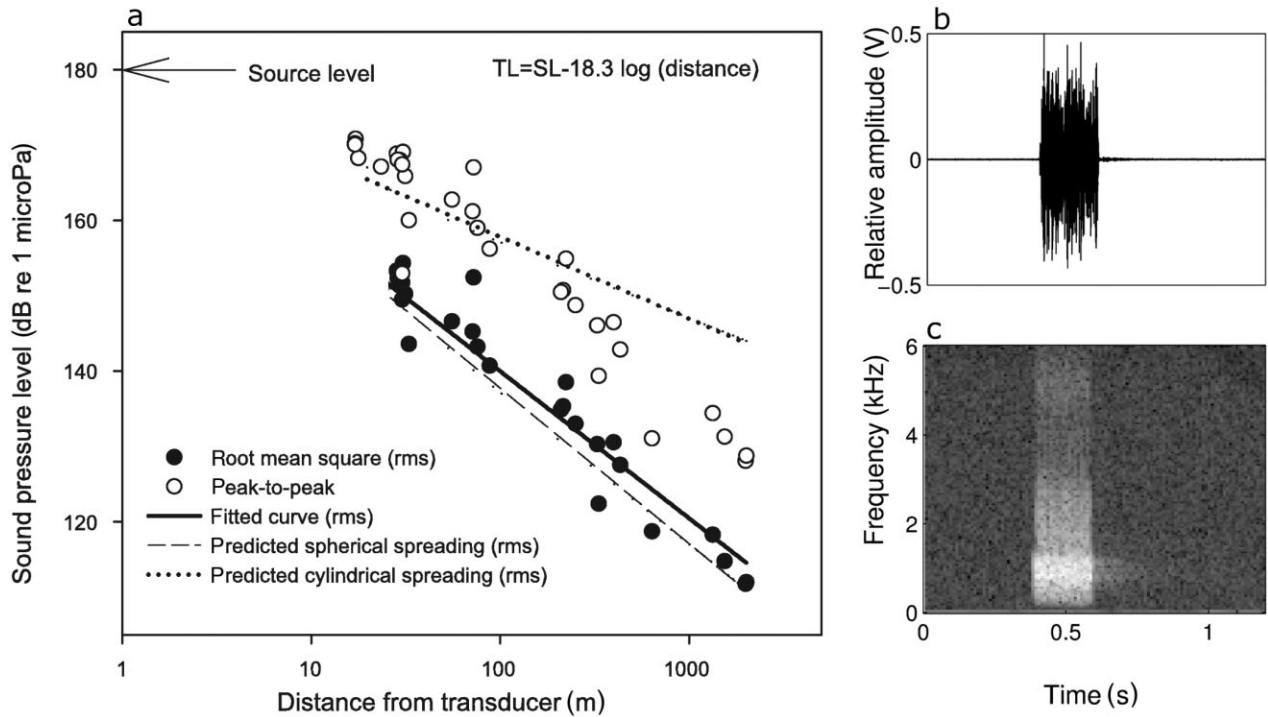 a
Sound pressure level (dB re 1 microPa)
180
160
140
120
Source level
TL=SL-18.3 log (distance)
Root mean square (rms)
Peak-to-peak
Fitted curve (rms)
Predicted spherical spreading (rms)
Predicted cylindrical spreading (rms)
1
10
100
1000
Distance from transducer (m)
b
Relative amplitude (V)
0.5
0
−0.5
c
Frequency (kHz)
6
4
2
0
0
0.5
1
Time (s)